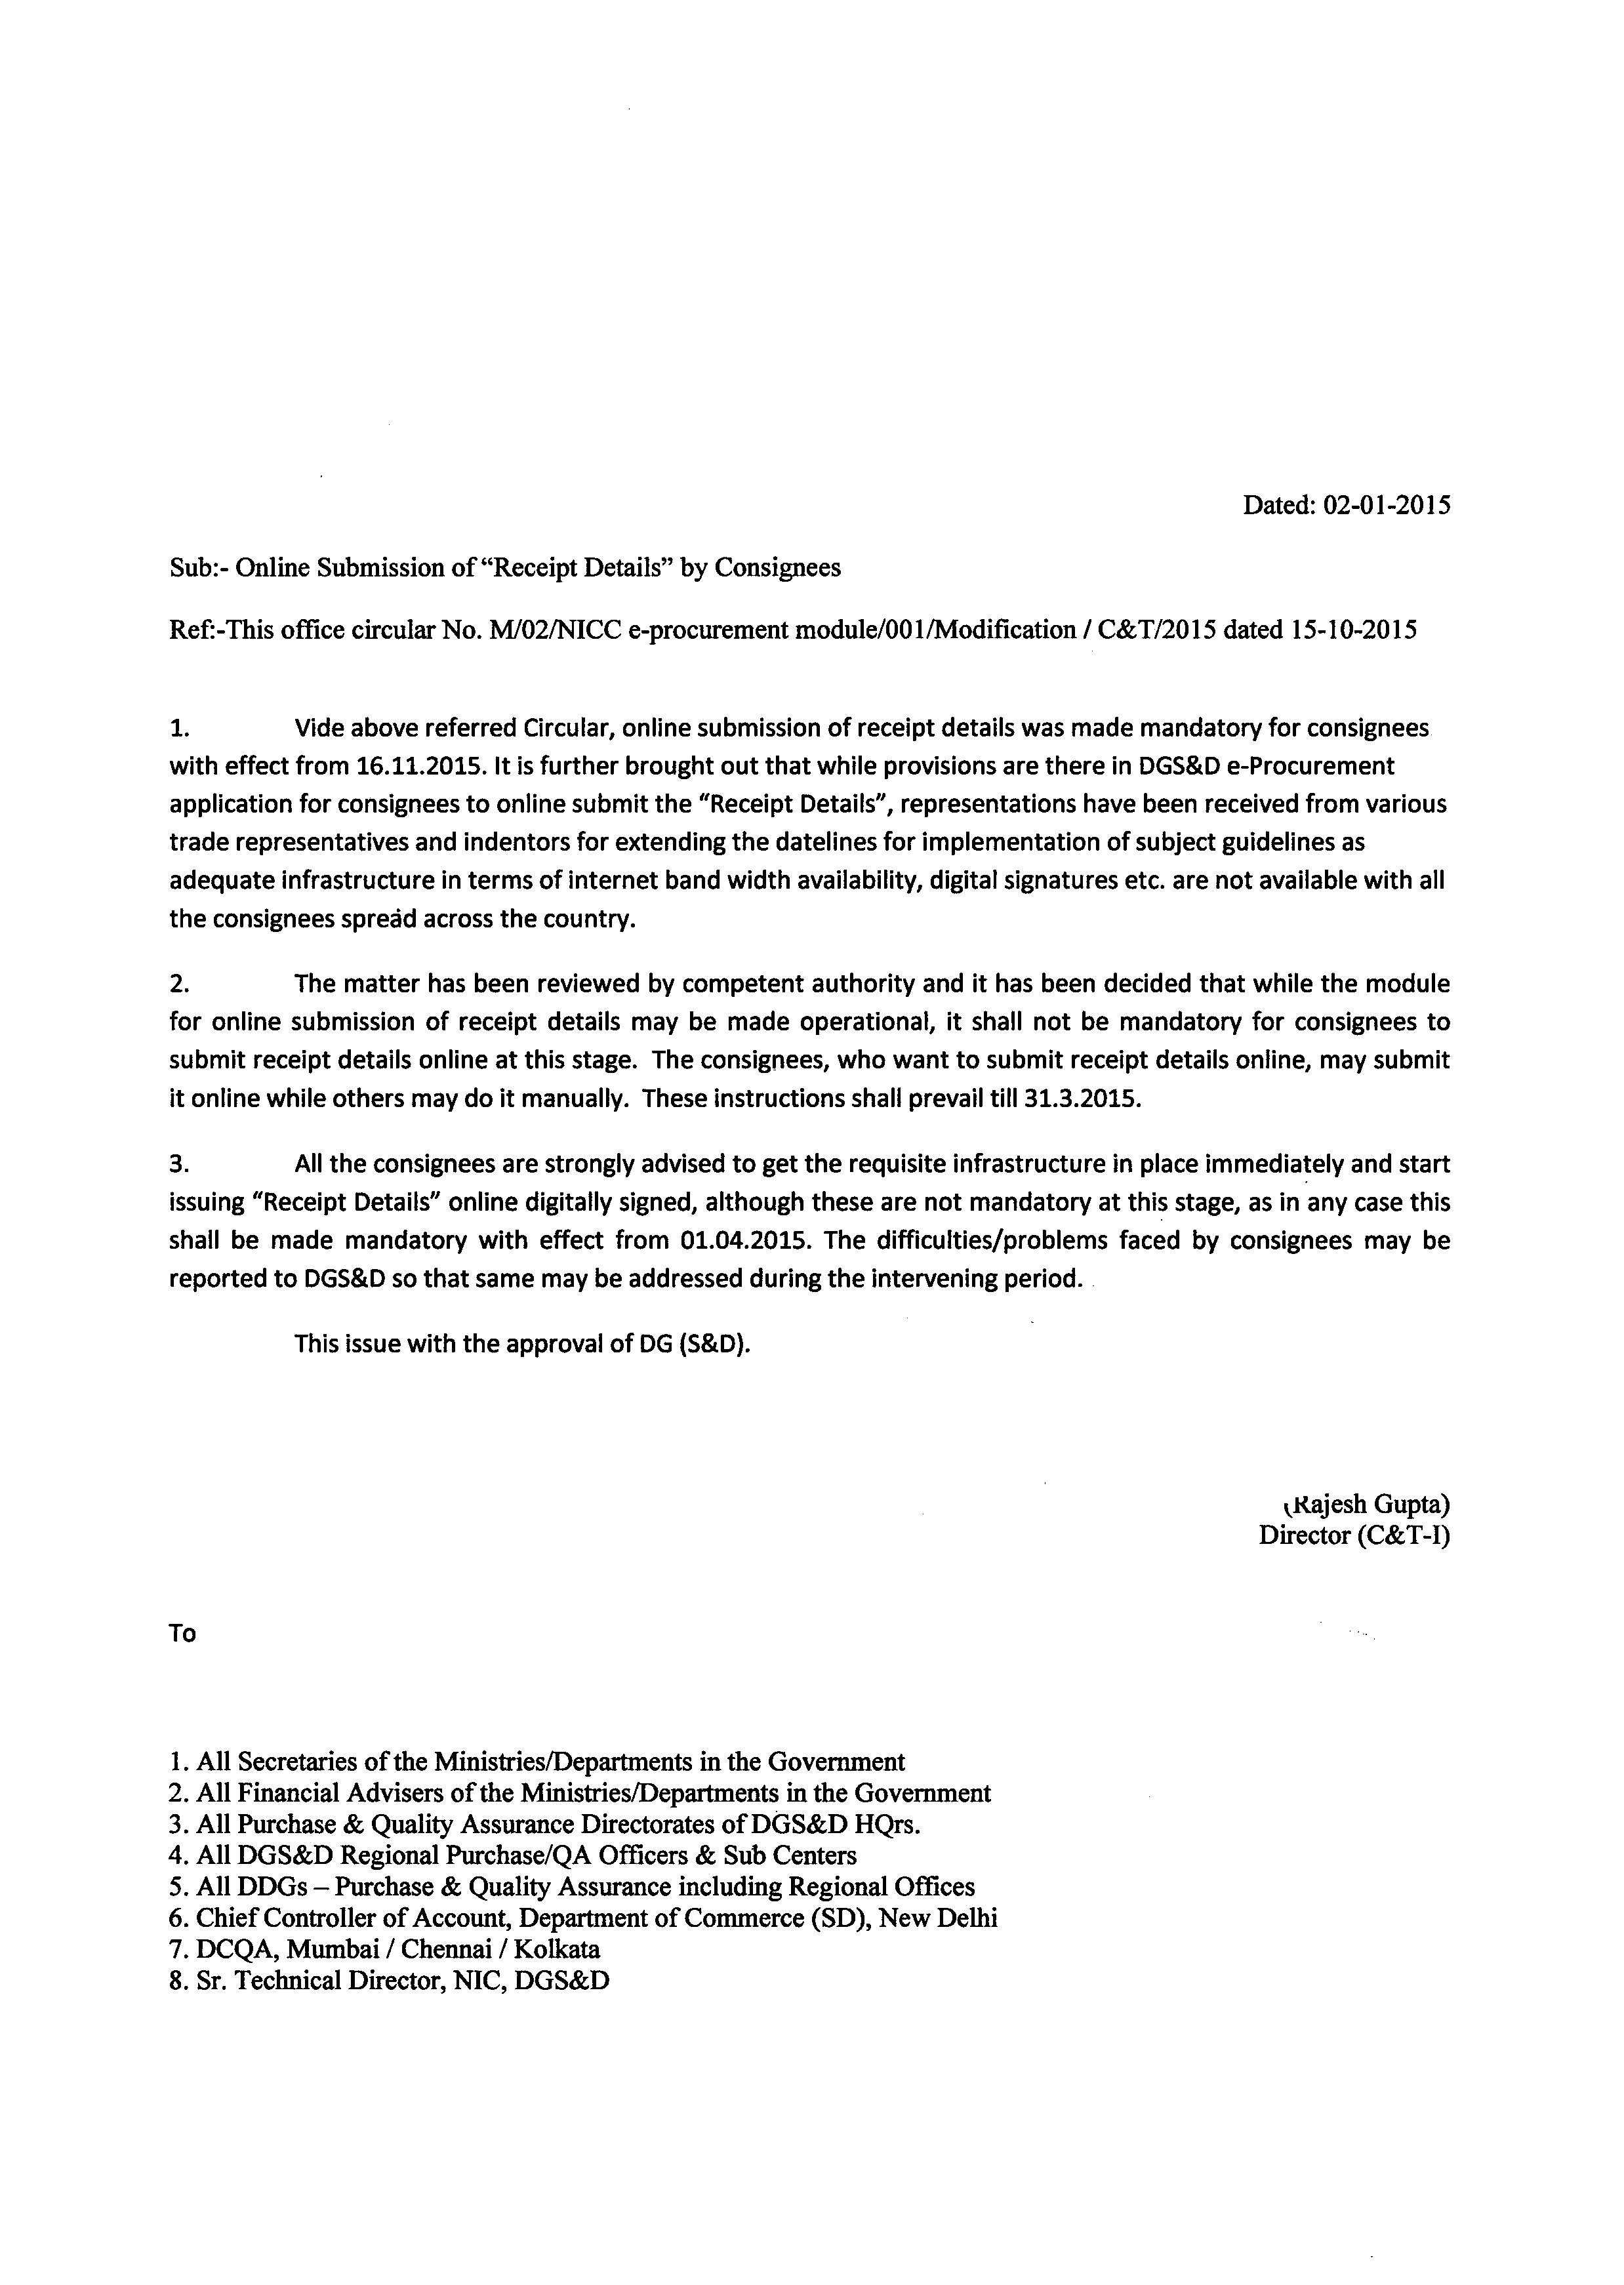 Dated: 02-01-2015
Sub:- Online Submission of “Receipt Details” by Consignees
Ref:-This office circular No. M/02/NICC e-procurement module/001/Modification / C&T/2015 dated 15-10-2015
1. Vide above referred Circular, online submission of receipt details was made mandatory for consignees
with effect from 16.11.2015. It is further brought out that while provisions are there in DGS&D e-Procurement
application for consignees to online submit the “Receipt Details”, representations have been received from various
trade representatives and indentors for extending the datelines for implementation of subject guidelines as
adequate infrastructure in terms of internet band width availability, digital signatures etc. are not available with all
the consignees spread across the country.
2. The matter has been reviewed by competent authority and it has been decided that while the module
for online submission of receipt details may be made operational, it shall not be mandatory for consignees to
submit receipt details online at this stage. The consignees, who want to submit receipt details online, may submit
it online while others may do it manually. These instructions shall prevail till 31.3.2015.
3. All the consignees are strongly advised to get the requisite infrastructure in place immediately and start
issuing “Receipt Details” online digitally signed, although these are not mandatory at this stage, as in any case this
shall be made mandatory with effect from 01.04.2015. The difficulties/problems faced by consignees may be
reported to DGS&D so that same may be addressed during the intervening period.
This issue with the approval of DG (S&D).
(Rajesh Gupta)
Director (C&T-I)
To
1. All Secretaries of the Ministries/Departments in the Government
2. All Financial Advisers of the Ministries/Departments in the Government
3. All Purchase & Quality Assurance Directorates of DGS&D HQrs.
4. All DGS&D Regional Purchase/QA Officers & Sub Centers
5. All DDGs – Purchase & Quality Assurance including Regional Offices
6. Chief Controller of Account, Department of Commerce (SD), New Delhi
7. DCQA, Mumbai / Chennai / Kolkata
8. Sr. Technical Director, NIC, DGS&D